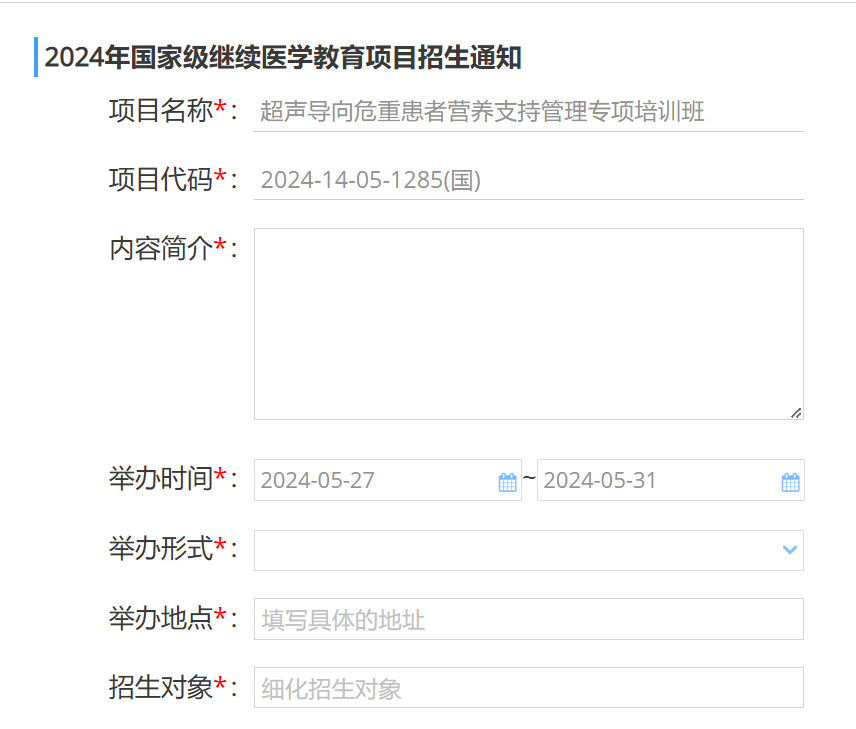 2024年国家级继续医学教育项目招生通知
项目名称*： 超声导向危重患者营养支持管理专项培训班
项目代码*： 2024-14-05-1285(国)
内容简介*：
举办时间*： 2024-05-27 ~ 2024-05-31
举办形式*：
举办地点*： 填写具体的地址
招生对象*： 细化招生对象